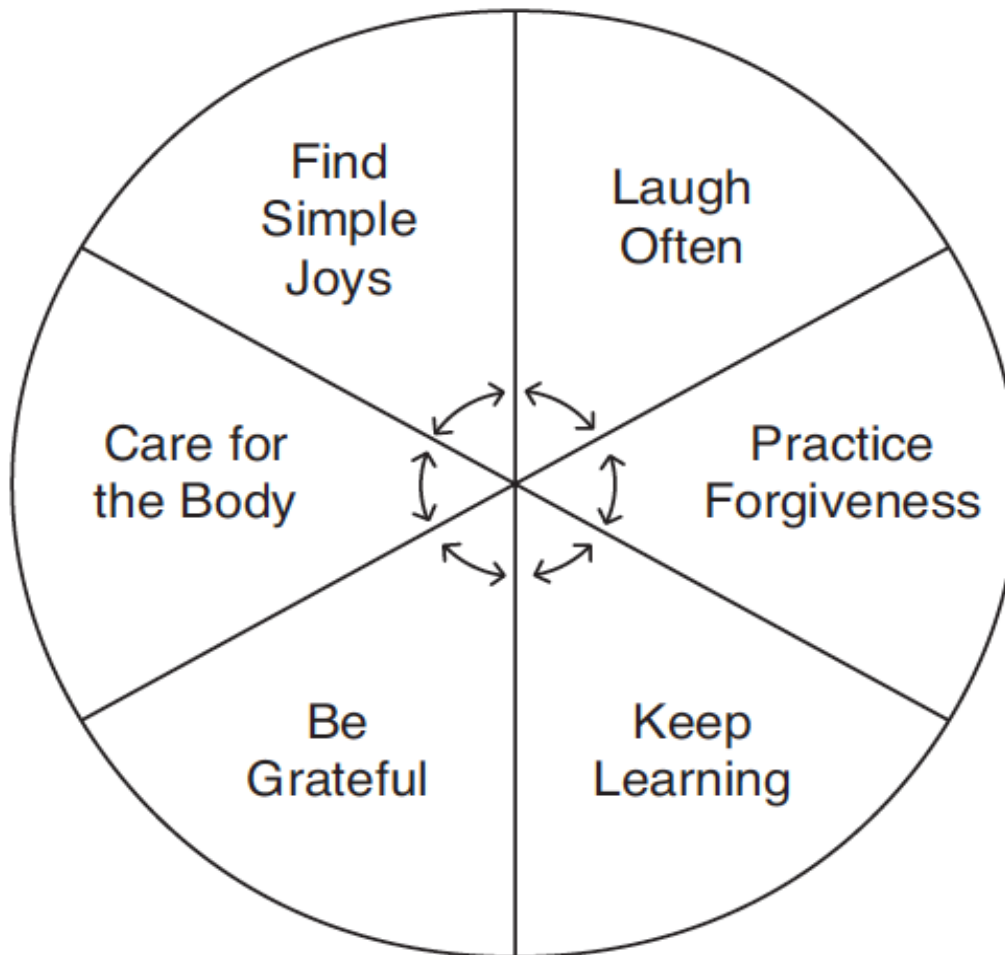 Find
Simple
Joys
Laugh
Often
Care for
the Body
Practice
Forgiveness
Be
Grateful
Keep
Learning